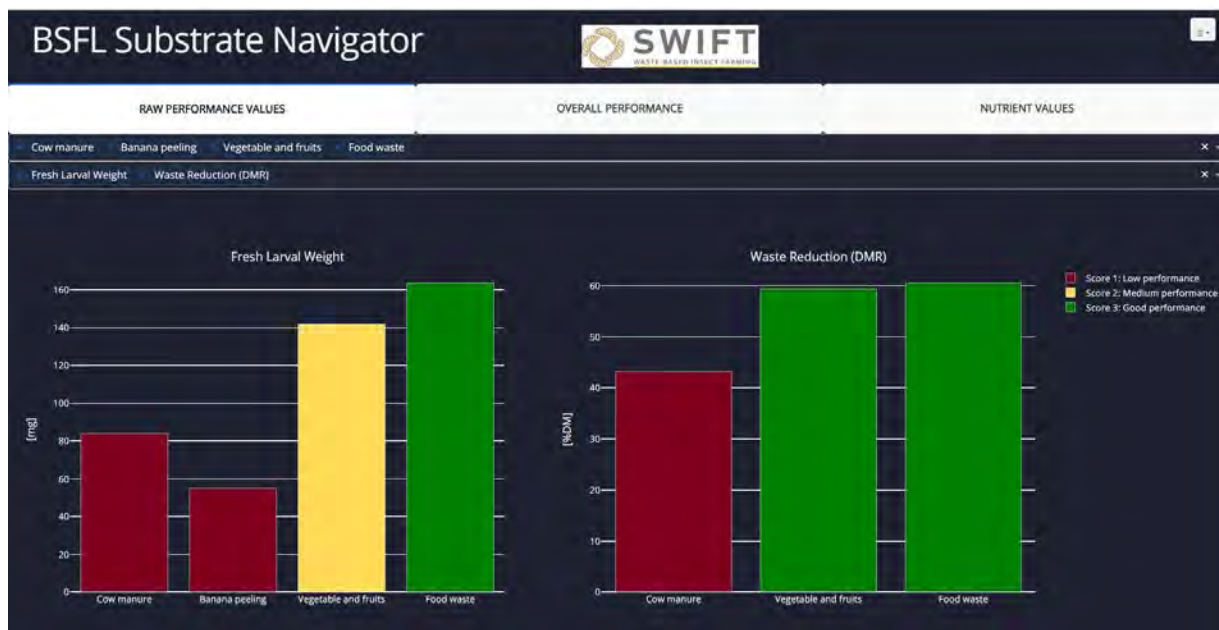 BSFL Substrate Navigator
SWIFT
WASTE-BASED INSECT FARMING
RAW PERFORMANCE VALUES
OVERALL PERFORMANCE
NUTRIENT VALUES
Cow manure Banana peeling Vegetable and fruits Food waste
Fresh Larval Weight Waste Reduction (DMR)
Fresh Larval Weight
[mg]
160
140
120
100
80
60
40
20
0
Cow manure Banana peeling Vegetable and fruits Food waste
Waste Reduction (DMR)
[%DM]
60
50
40
30
20
10
0
Cow manure Vegetable and fruits Food waste
Score 1: Low performance
Score 2: Medium performance
Score 3: Good performance